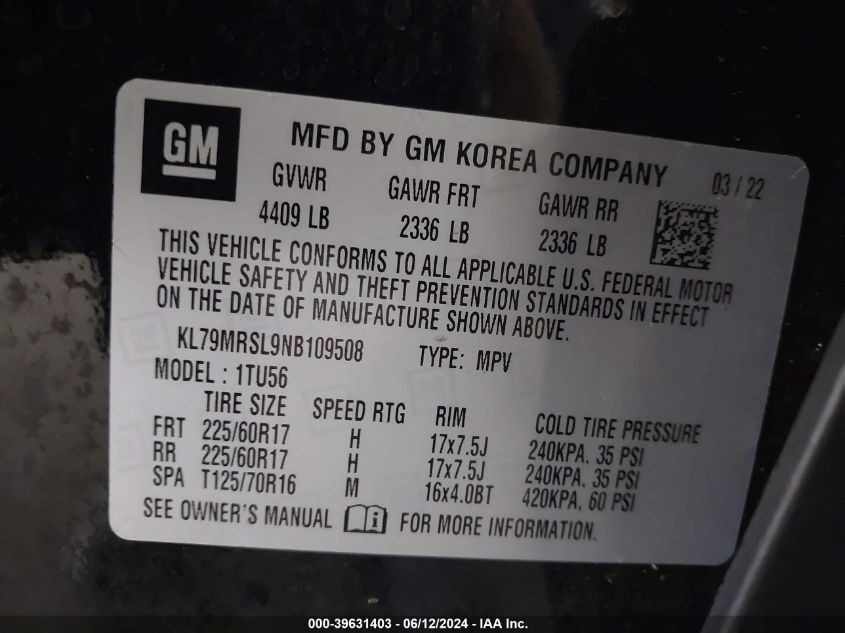 GM
MFD BY GM KOREA COMPANY 03 / 22
GVWR GAWR FRT GAWR RR
4409 LB 2336 LB 2336 LB
THIS VEHICLE CONFORMS TO ALL APPLICABLE U.S. FEDERAL MOTOR
VEHICLE SAFETY AND THEFT PREVENTION STANDARDS IN EFFECT
ON THE DATE OF MANUFACTURE SHOWN ABOVE.
KL79MRSL9NB109508 TYPE: MPV
MODEL : 1TU56
TIRE SIZE SPEED RTG RIM COLD TIRE PRESSURE
FRT 225/60R17 H 17x7.5J 240KPA, 35 PSI
RR 225/60R17 H 17x7.5J 240KPA, 35 PSI
SPA T125/70R16 M 16x4.0BT 420KPA, 60 PSI
SEE OWNER'S MANUAL FOR MORE INFORMATION.
000-39631403 - 06/12/2024 - IAA Inc.